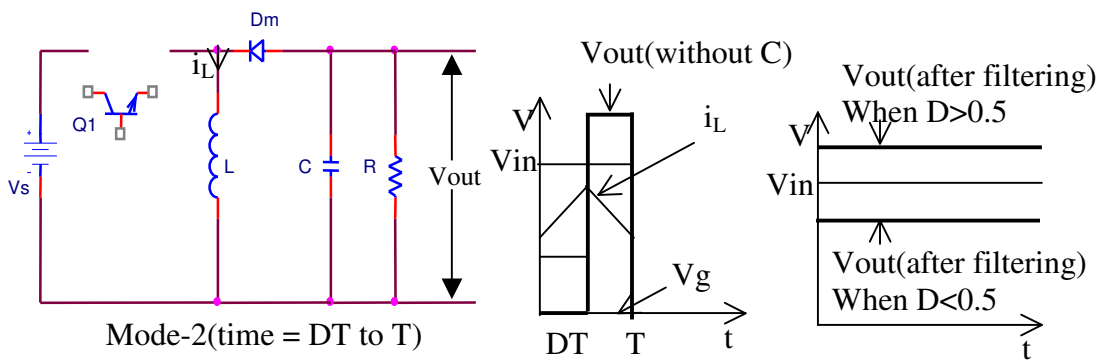 Dm
iL
Q1
+
-
Vs
L
C
R
Vout
Mode-2(time = DT to T)
Vout(without C)
V
iL
Vin
Vg
DT
T
t
Vout(after filtering)
When D>0.5
V
Vin
Vout(after filtering)
When D<0.5
t